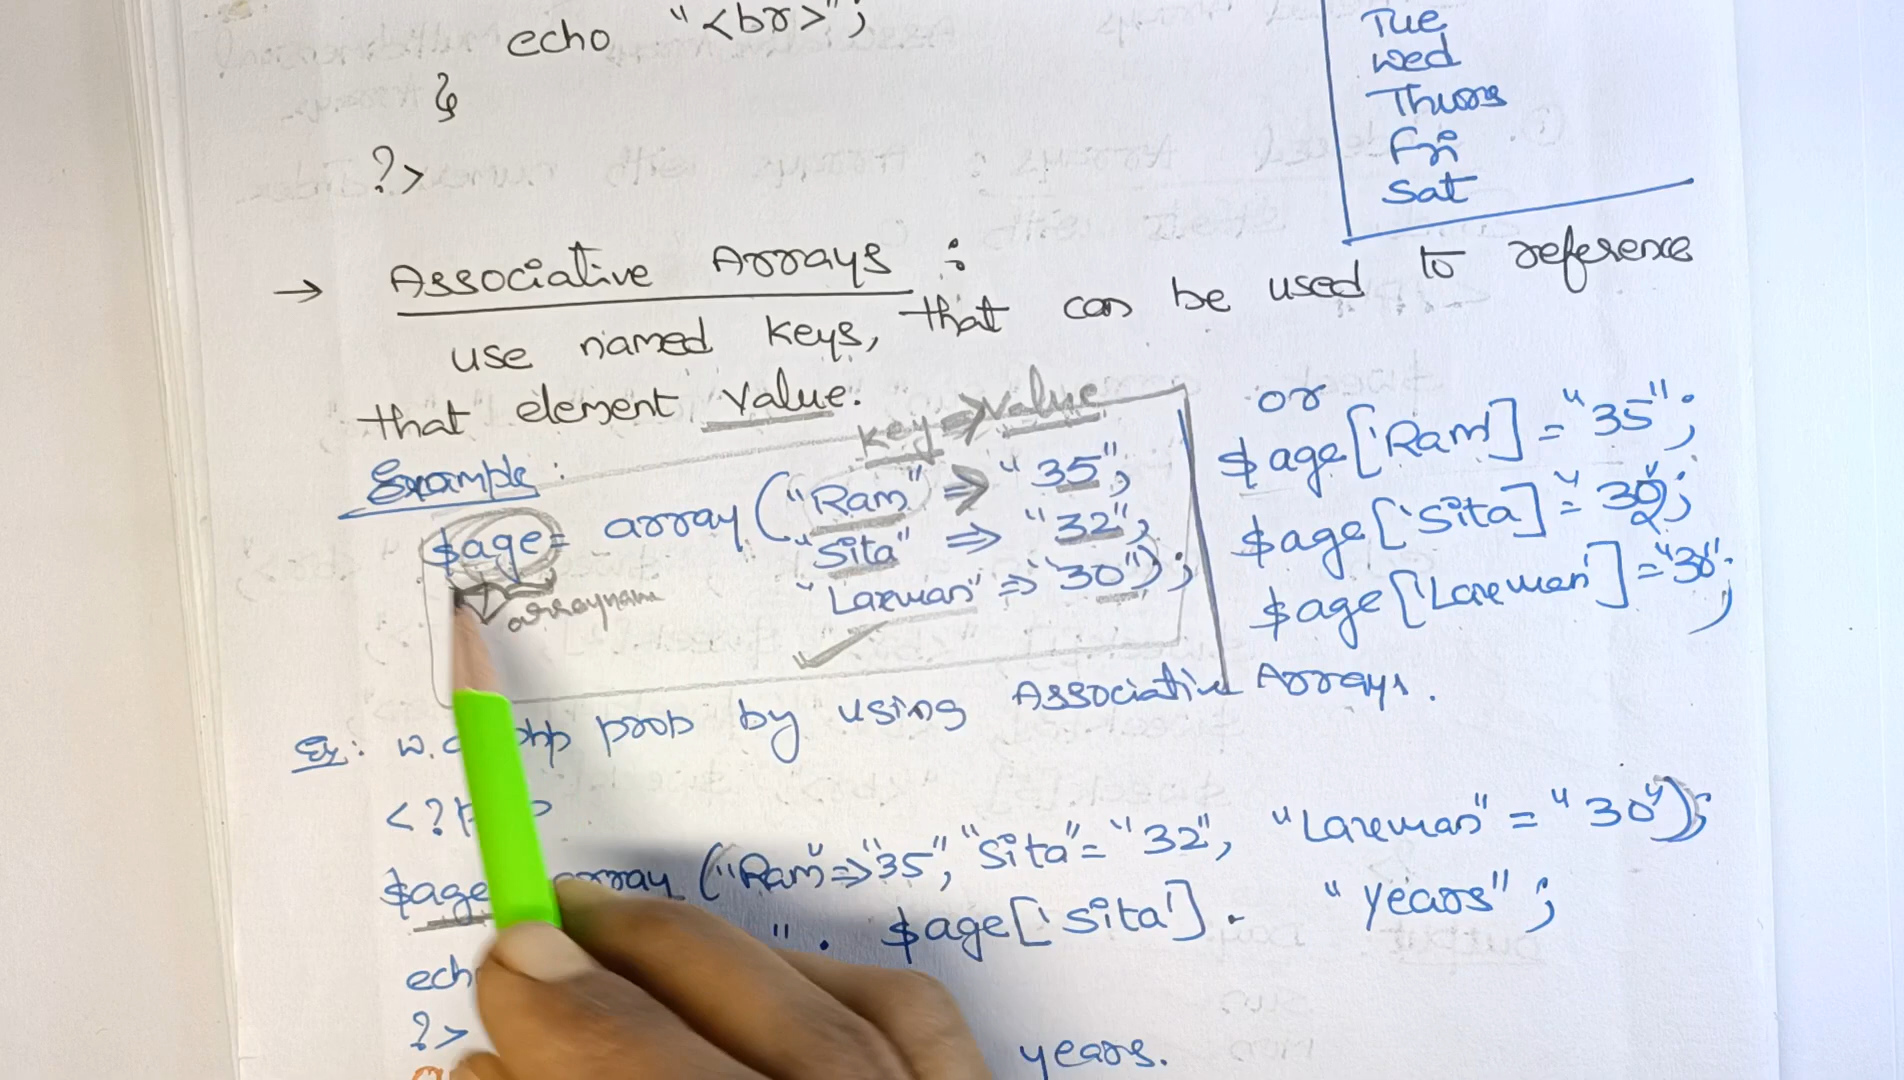 echo "<br>";
}
?>
Tue
Wed
Thurs
Fri
Sat
→ Associative Arrays :
use named keys, that can be used to reference
that element value.
key => value
Example :
$age = array ("Ram" => "35",
"Sita" => "32",
"Laxman" => "30");
arrayname
or
$age['Ram'] = "35";
$age['Sita'] = "32";
$age['Laxman'] = "30";
Ex: w. php prob by using Associative Arrays.
<?
$age array ("Ram" => "35", "Sita" = "32", "Laxman" = "30");
". $age['Sita'] . "years";
ech
?>
years.